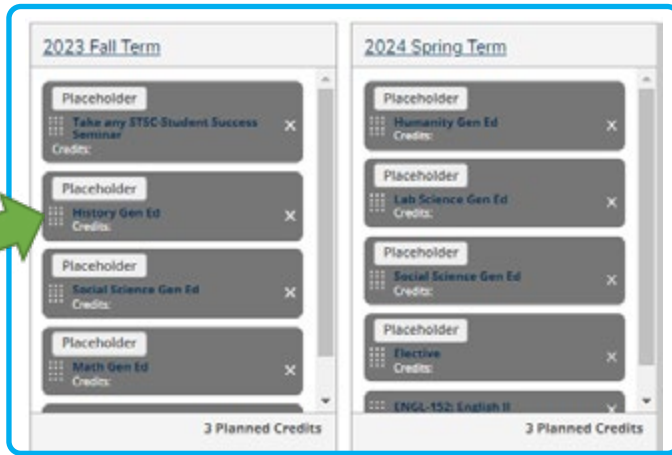 2023 Fall Term
Placeholder
Take any STSC-Student Success
Seminar
Credits:
Placeholder
History Gen Ed
Credits:
Placeholder
Social Science Gen Ed
Credits:
Placeholder
Math Gen Ed
Credits:
3 Planned Credits
2024 Spring Term
Placeholder
Humanity Gen Ed
Credits:
Placeholder
Lab Science Gen Ed
Credits:
Placeholder
Social Science Gen Ed
Credits:
Placeholder
Elective
Credits:
ENGL-152: English II
3 Planned Credits